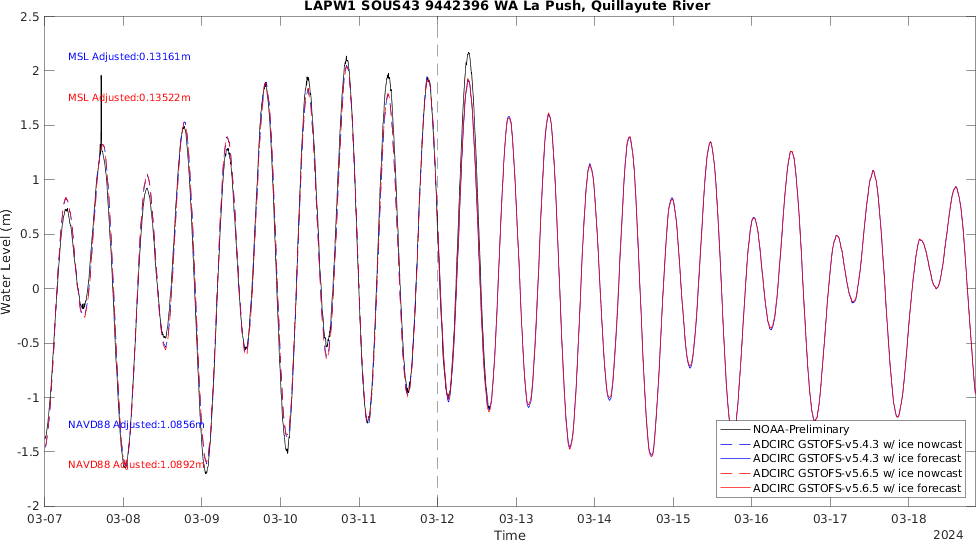 LAPW1 SOUS43 9442396 WA La Push, Quillayute River
2.5
2
1.5
1
0.5
0
-0.5
-1
-1.5
-2
Water Level (m)
MSL Adjusted:0.13161m
MSL Adjusted:0.13522m
NAVD88 Adjusted:1.0856m
NAVD88 Adjusted:1.0892m
NOAA-Preliminary
ADCIRC GSTOFS-v5.4.3 w/ ice nowcast
ADCIRC GSTOFS-v5.4.3 w/ ice forecast
ADCIRC GSTOFS-v5.6.5 w/ ice nowcast
ADCIRC GSTOFS-v5.6.5 w/ ice forecast
03-07 03-08 03-09 03-10 03-11 03-12 03-13 03-14 03-15 03-16 03-17 03-18
Time
2024